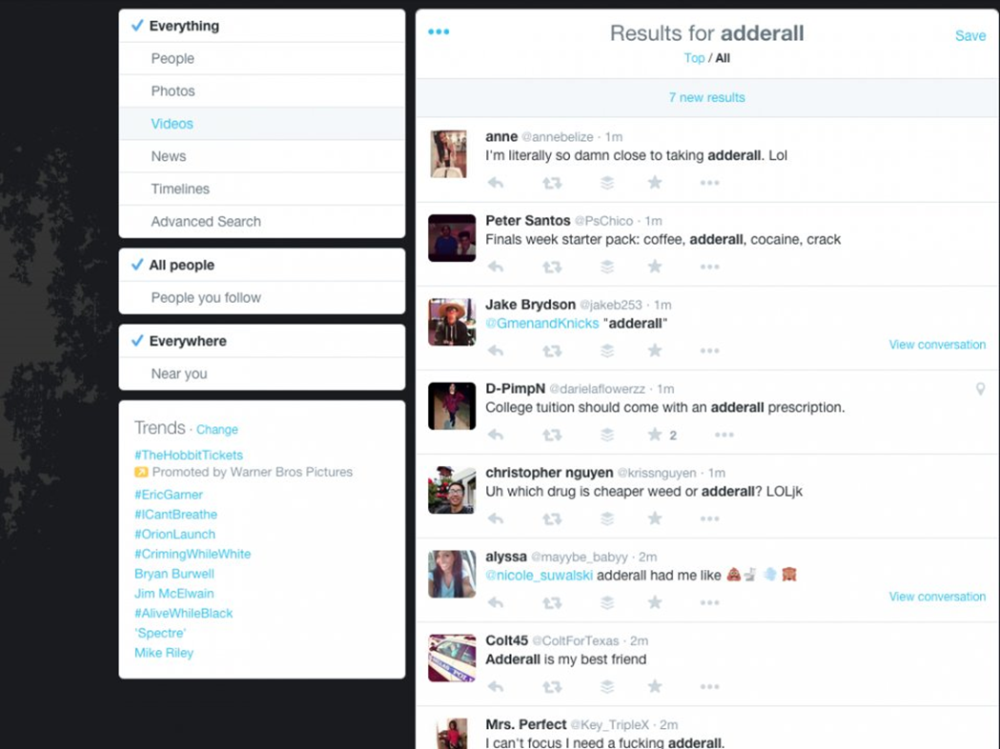 Everything
People
Photos
Videos
News
Timelines
Advanced Search
All people
People you follow
Everywhere
Near you
Trends · Change
#TheHobbitTickets
Promoted by Warner Bros Pictures
#EricGarner
#ICantBreathe
#OrionLaunch
#CrimingWhileWhite
Bryan Burwell
Jim McElwain
#AliveWhileBlack
'Spectre'
Mike Riley
Results for adderall
Save
Top / All
7 new results
anne @annebelize · 1m
I'm literally so damn close to taking adderall. Lol
Peter Santos @PsChico · 1m
Finals week starter pack: coffee, adderall, cocaine, crack
Jake Brydson @jakeb253 · 1m
@GmenandKnicks "adderall"
View conversation
D-PimpN @darielaflowerzz · 1m
College tuition should come with an adderall prescription.
2
christopher nguyen @krissnguyen · 1m
Uh which drug is cheaper weed or adderall? LOLjk
alyssa @mayybe_babyy · 2m
@nicole_suwalski adderall had me like
View conversation
Colt45 @ColtForTexas · 2m
Adderall is my best friend
Mrs. Perfect @Key_TripleX · 2m
I can't focus I need a fucking adderall.